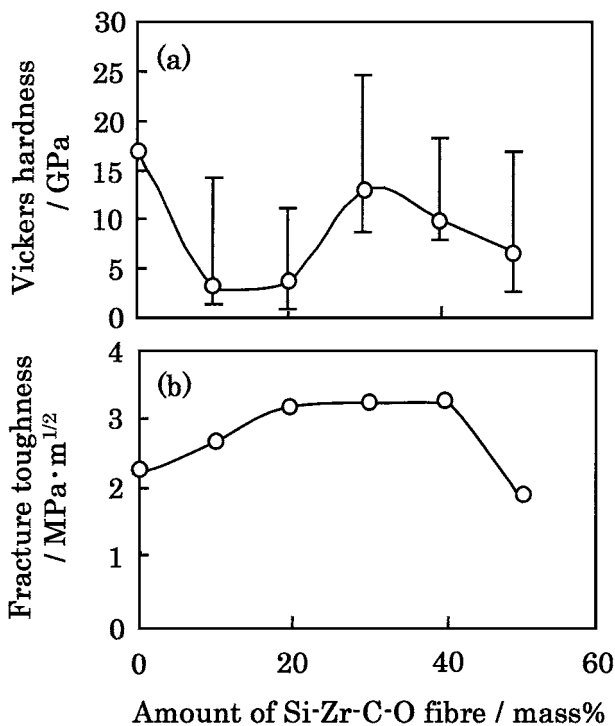 (a)
30
25
20
15
10
5
0
Vickers hardness
/ GPa
(b)
4
3
2
1
0
Fracture toughness
/ MPa·m1/2
0 20 40 60
Amount of Si-Zr-C-O fibre / mass%